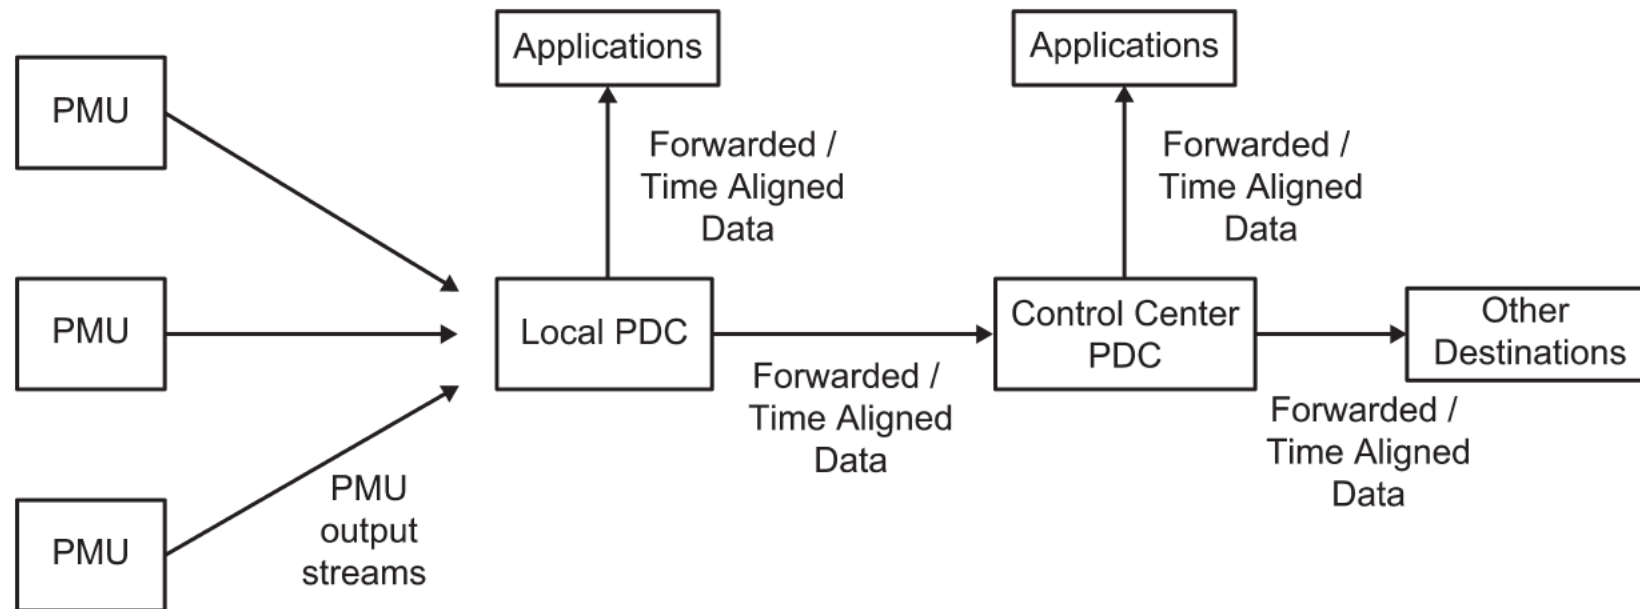 Applications
Applications
PMU
Forwarded /
Time Aligned
Data
Forwarded /
Time Aligned
Data
PMU
Local PDC
Control Center
PDC
Other
Destinations
Forwarded /
Time Aligned
Data
Forwarded /
Time Aligned
Data
PMU
output
streams
PMU